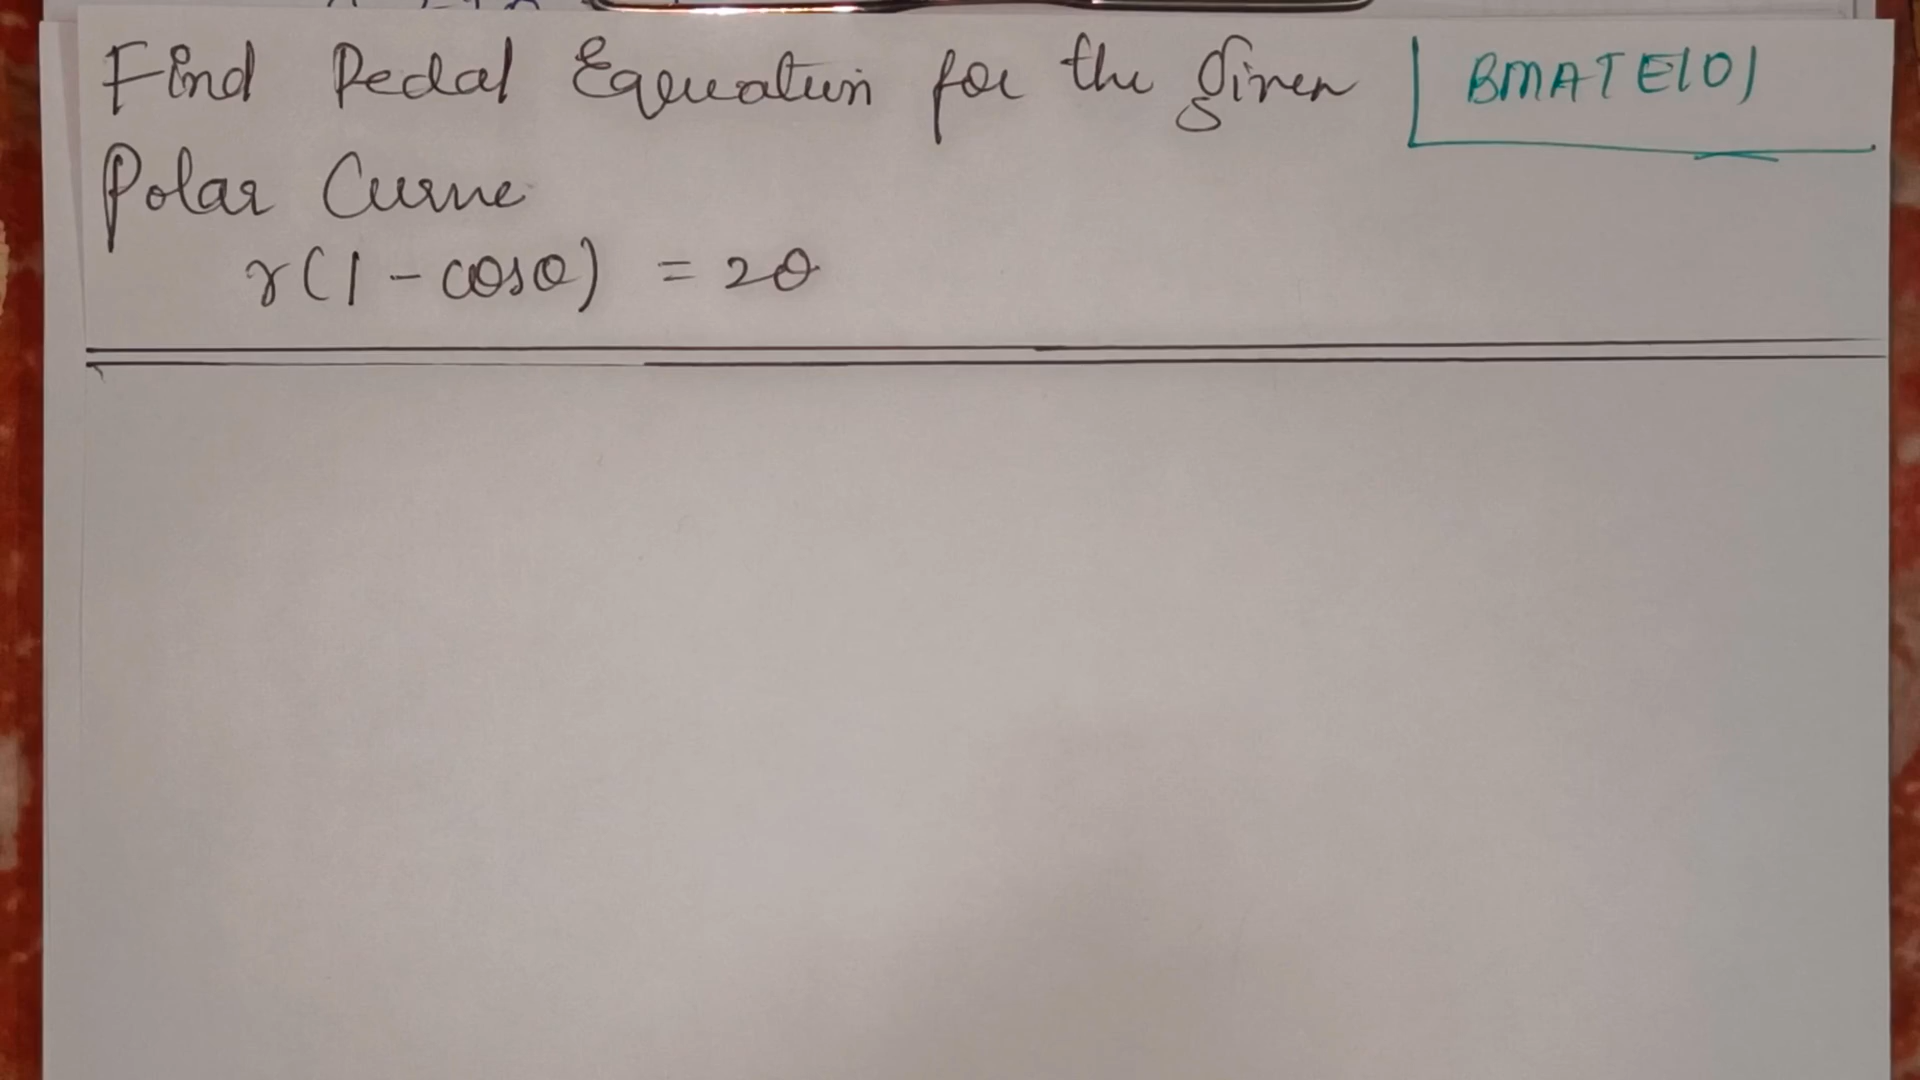 Find Pedal Equation for the given
BMATE101
Polar Curve
r(1 - cosθ) = 2θ